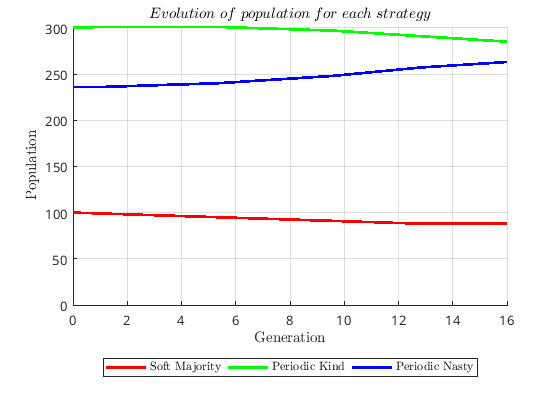 Evolution of population for each strategy
300
250
200
150
100
50
0
Population
0 2 4 6 8 10 12 14 16
Generation
Soft Majority Periodic Kind Periodic Nasty